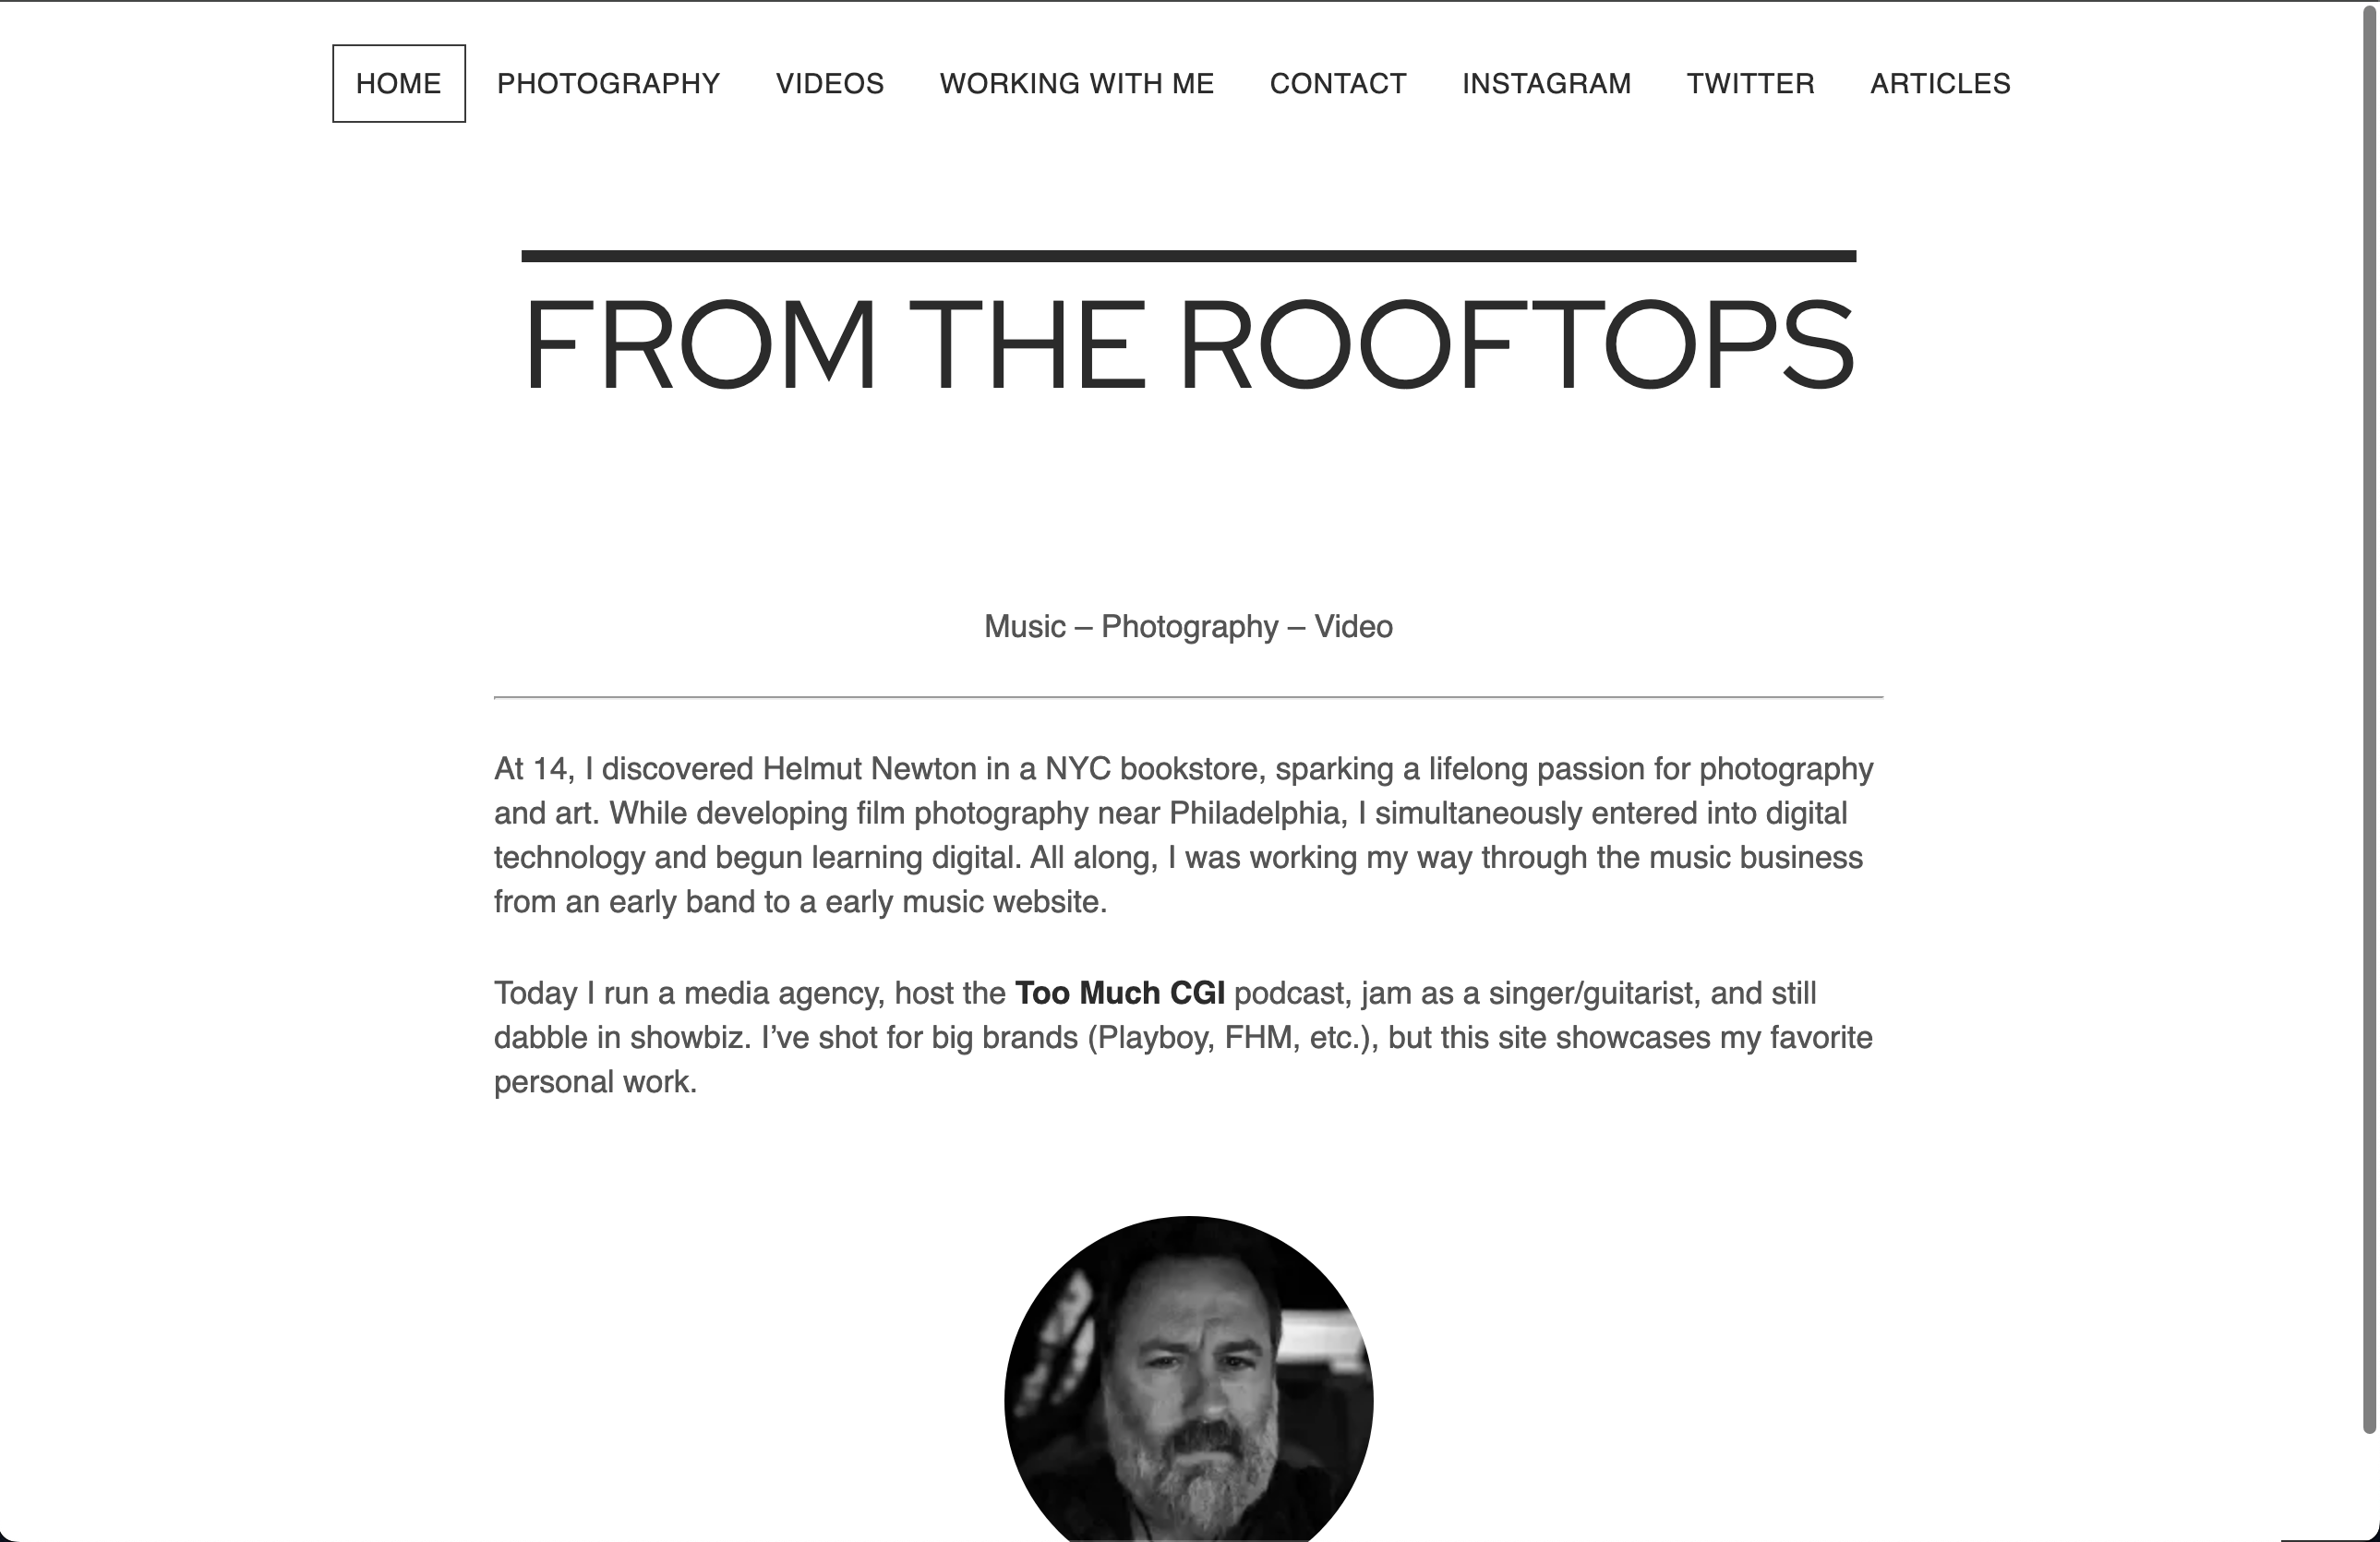 HOME PHOTOGRAPHY VIDEOS WORKING WITH ME CONTACT INSTAGRAM TWITTER ARTICLES
FROM THE ROOFTOPS
Music – Photography – Video
At 14, I discovered Helmut Newton in a NYC bookstore, sparking a lifelong passion for photography
and art. While developing film photography near Philadelphia, I simultaneously entered into digital
technology and begun learning digital. All along, I was working my way through the music business
from an early band to a early music website.
Today I run a media agency, host the Too Much CGI podcast, jam as a singer/guitarist, and still
dabble in showbiz. I’ve shot for big brands (Playboy, FHM, etc.), but this site showcases my favorite
personal work.